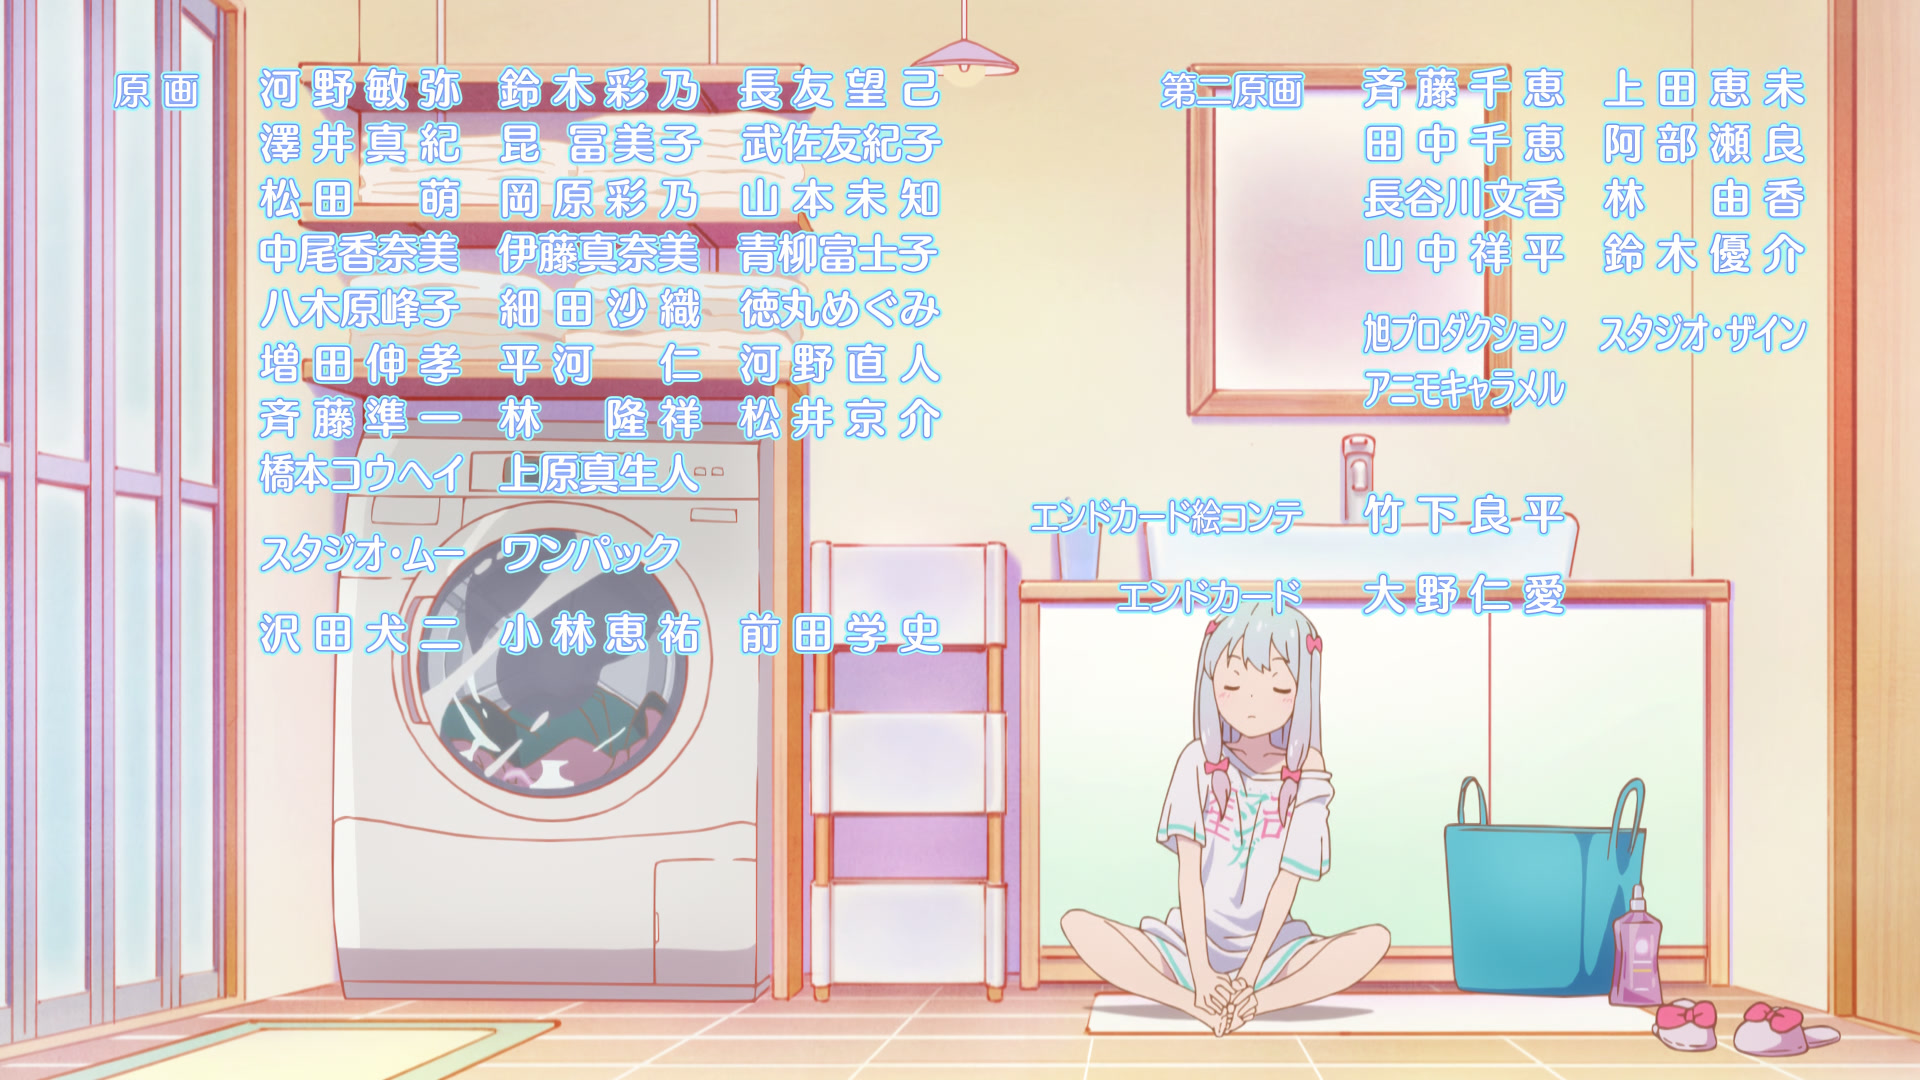 原画 河野敏弥 鈴木彩乃 長友望己
澤井真紀 昆 冨美子 武佐友紀子
松田 萌 岡原彩乃 山本未知
中尾香奈美 伊藤真奈美 青柳富士子
八木原峰子 細田沙織 徳丸めぐみ
増田伸孝 平河 仁 河野直人
斉藤準一 林 隆祥 松井京介
橋本コウヘイ 上原真生人
スタジオ・ムー ワンパック
沢田犬二 小林恵祐 前田学史
第二原画 斉藤千恵 上田恵未
田中千恵 阿部瀬良
長谷川文香 林 由香
山中祥平 鈴木優介
旭プロダクション スタジオ・ザイン
アニモキャラメル
エンドカード絵コンテ 竹下良平
エンドカード 大野仁愛